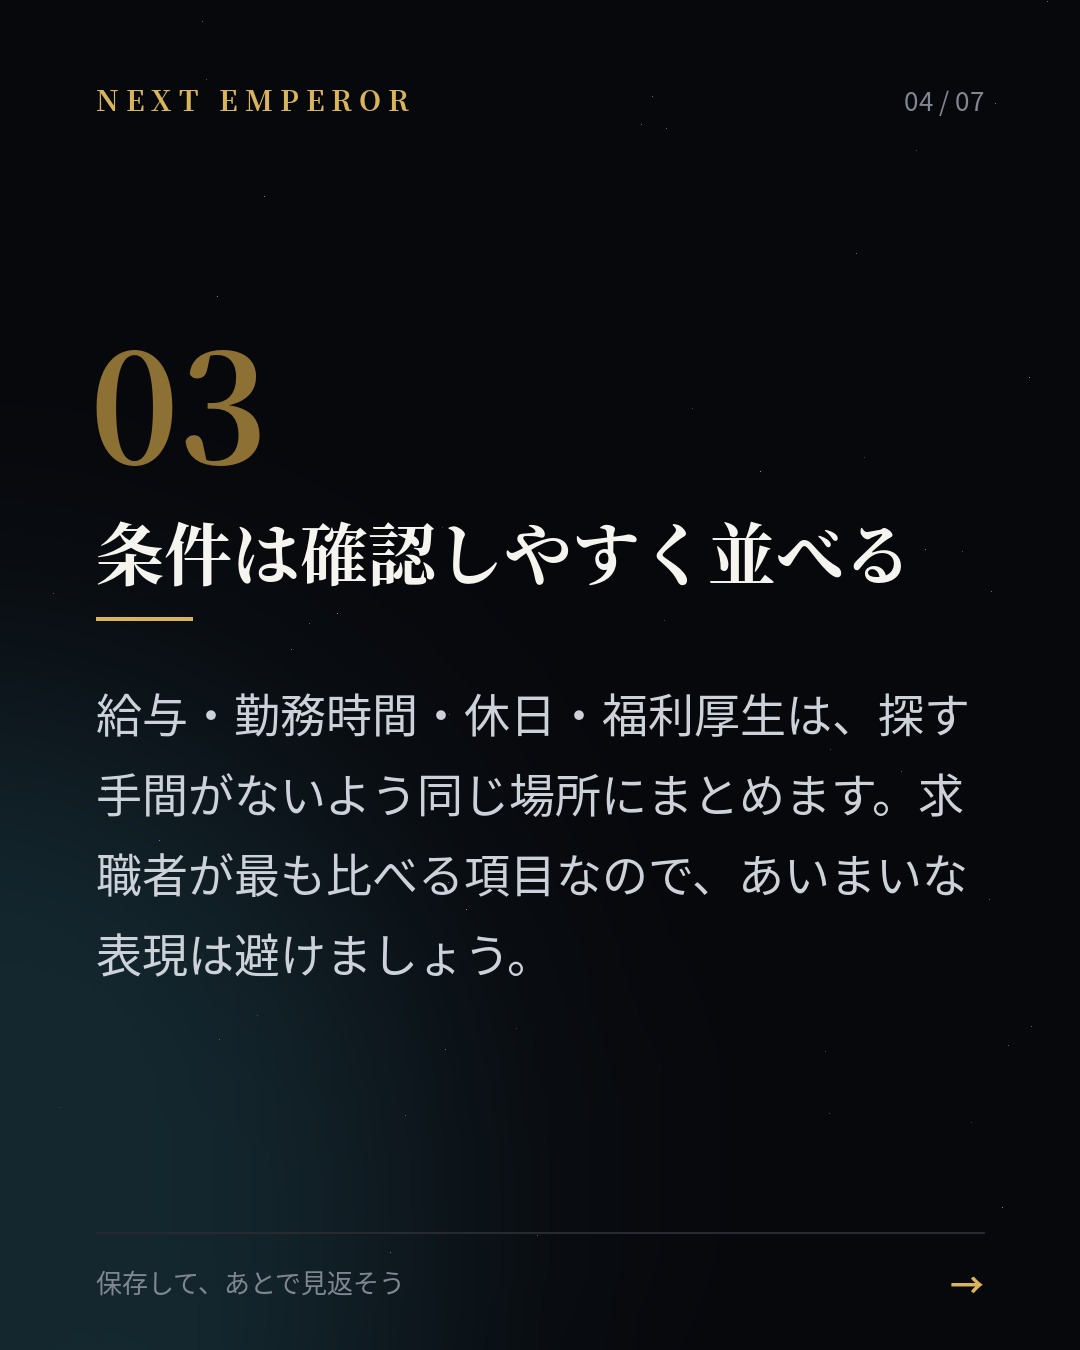 NEXT EMPEROR
04 / 07
03
条件は確認しやすく並べる
給与・勤務時間・休日・福利厚生は、探す
手間がないよう同じ場所にまとめます。求
職者が最も比べる項目なので、あいまいな
表現は避けましょう。
保存して、あとで見返そう
→